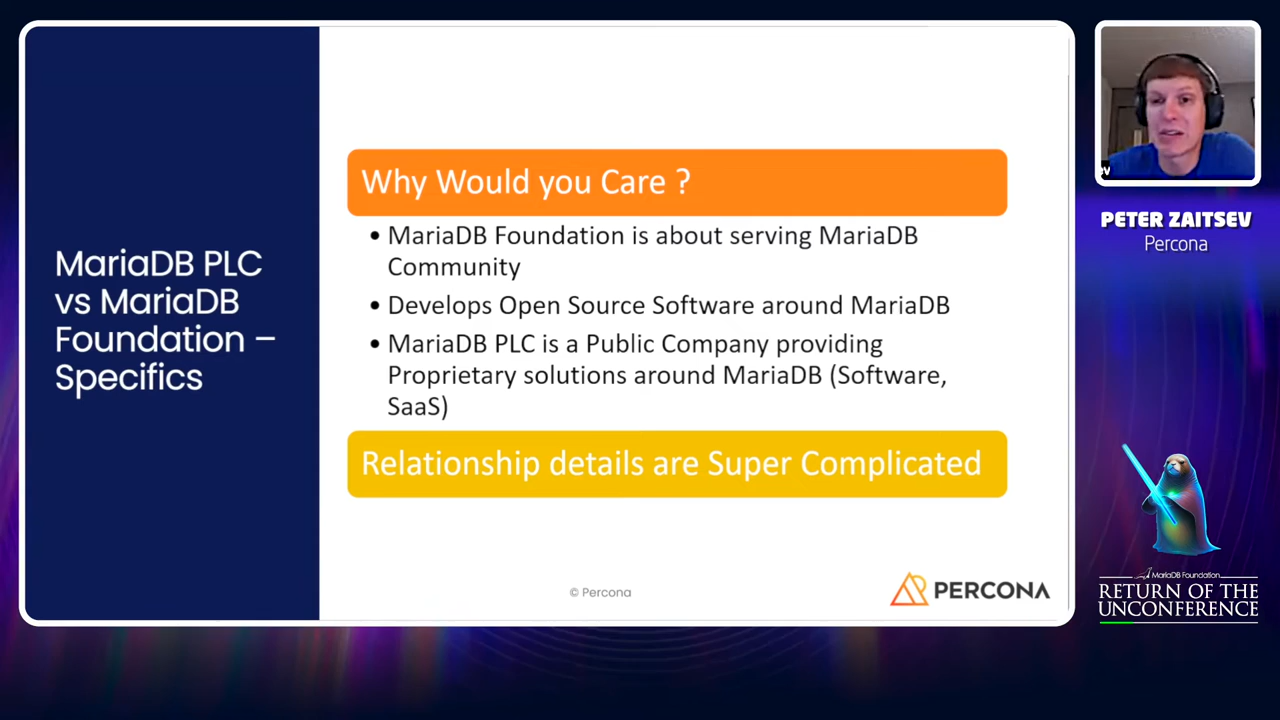 MariaDB PLC
vs MariaDB
Foundation –
Specifics
Why Would you Care ?
• MariaDB Foundation is about serving MariaDB
Community
• Develops Open Source Software around MariaDB
• MariaDB PLC is a Public Company providing
Proprietary solutions around MariaDB (Software,
SaaS)
Relationship details are Super Complicated
© Percona
PERCONA
ev
PETER ZAITSEV
Percona
MariaDB Foundation
RETURN OF THE
UNCONFERENCE